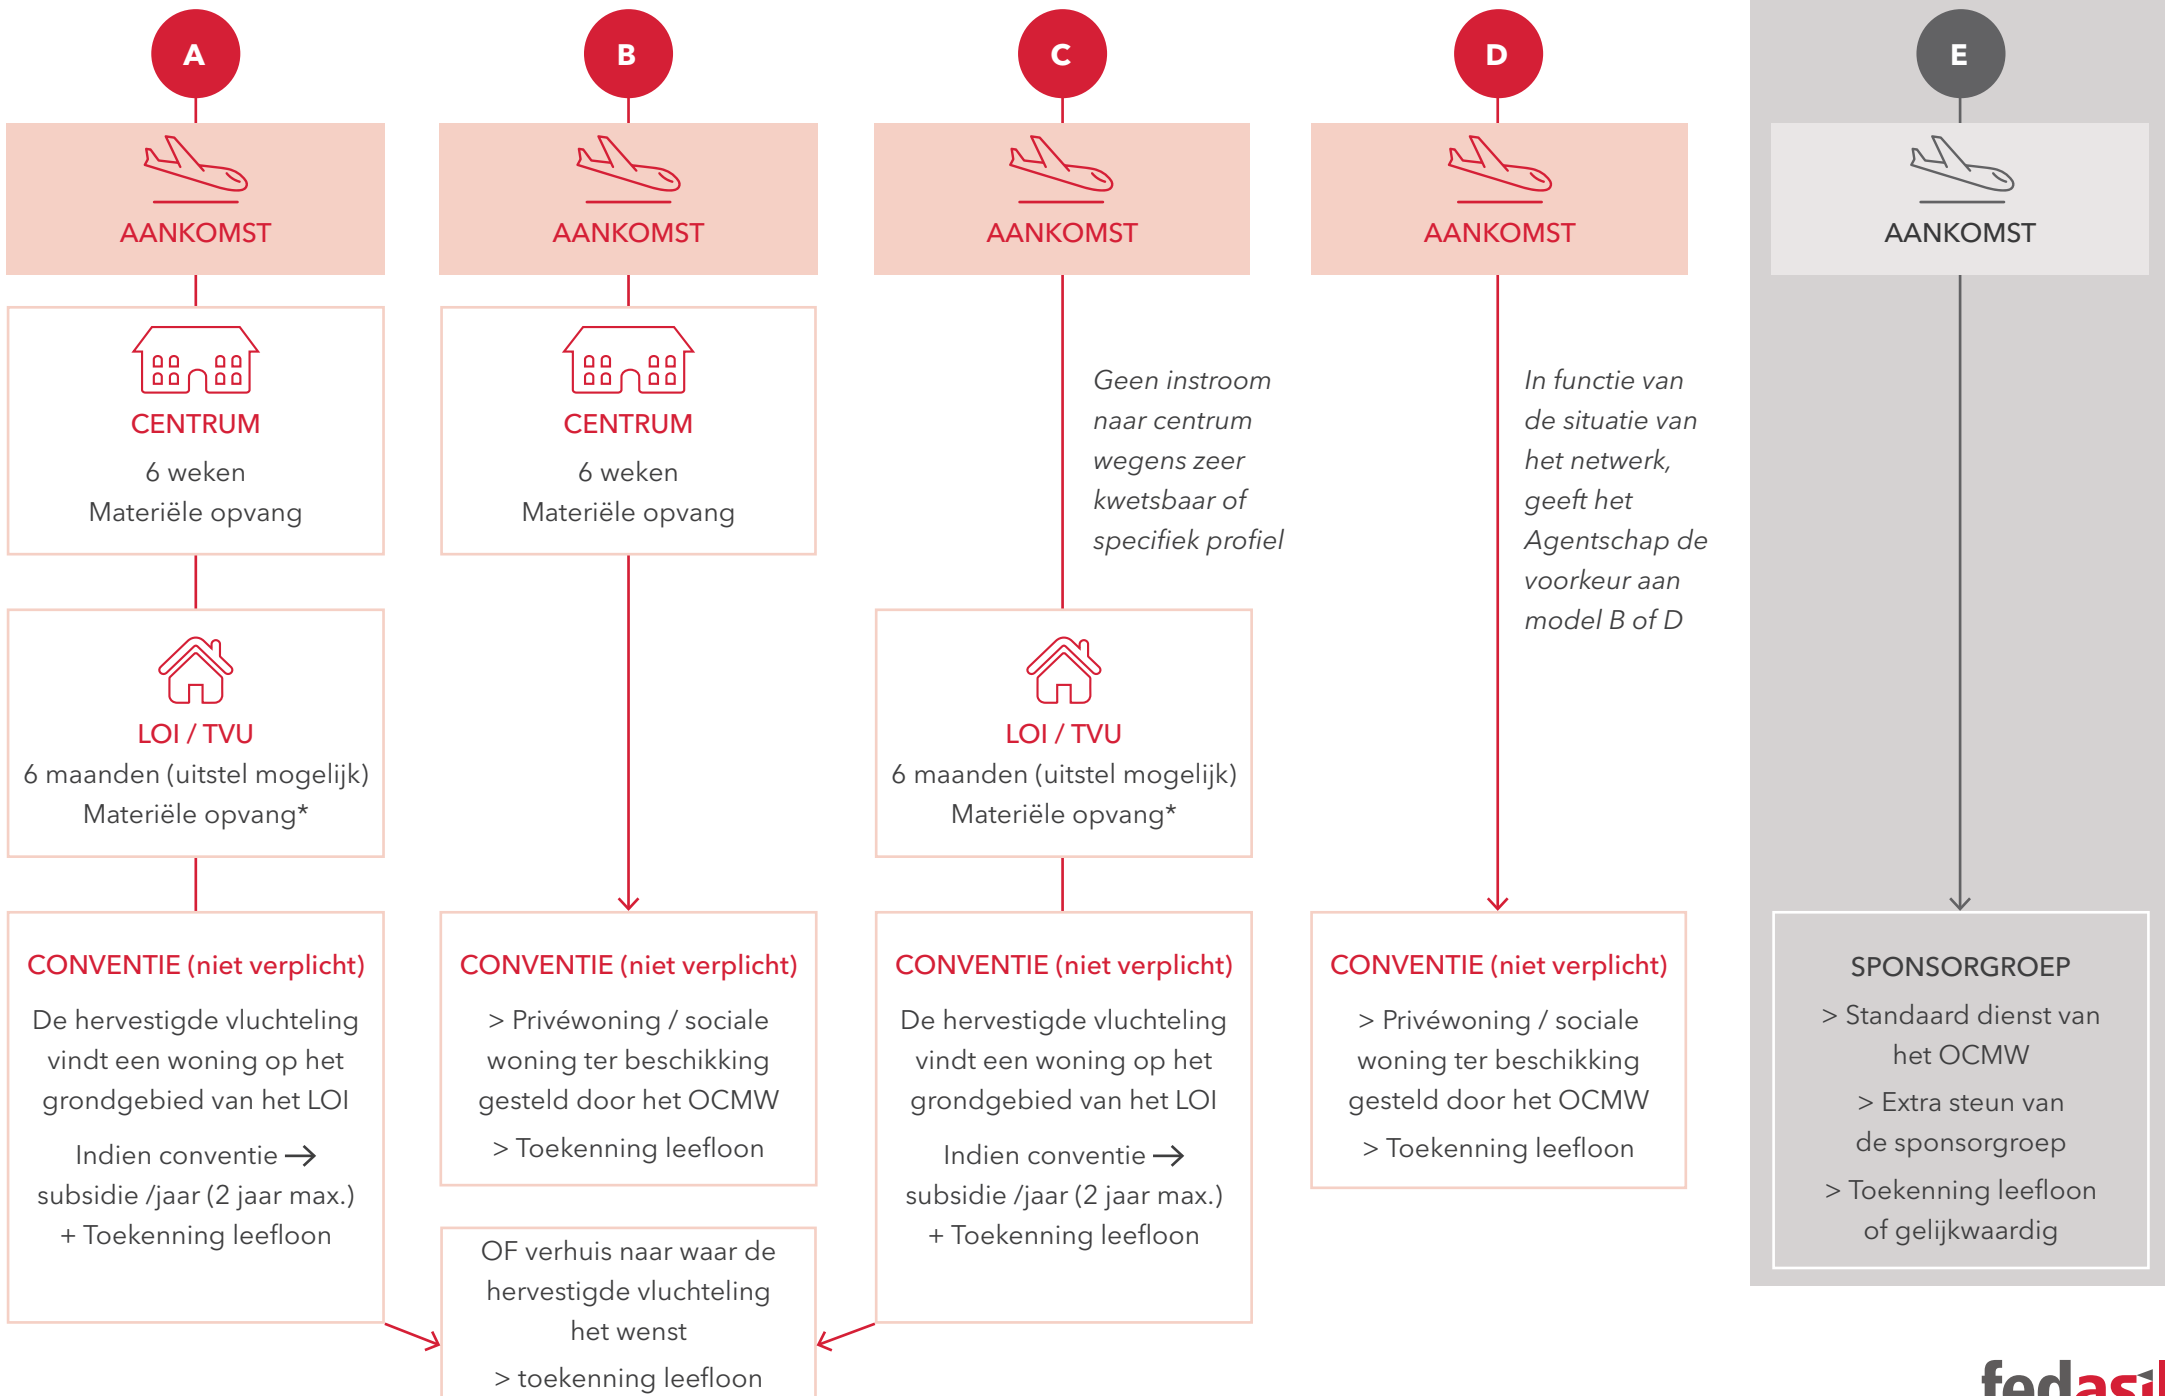 A
AANKOMST
CENTRUM
6 weken
Materiële opvang
LOI / TVU
6 maanden (uitstel mogelijk)
Materiële opvang*
CONVENTIE (niet verplicht)
De hervestigde vluchteling
vindt een woning op het
grondgebied van het LOI
Indien conventie →
subsidie /jaar (2 jaar max.)
+ Toekenning leefloon
B
AANKOMST
CENTRUM
6 weken
Materiële opvang
CONVENTIE (niet verplicht)
> Privéwoning / sociale
woning ter beschikking
gesteld door het OCMW
> Toekenning leefloon
OF verhuis naar waar de
hervestigde vluchteling
het wenst
> toekenning leefloon
C
AANKOMST
Geen instroom
naar centrum
wegens zeer
kwetsbaar of
specifiek profiel
LOI / TVU
6 maanden (uitstel mogelijk)
Materiële opvang*
CONVENTIE (niet verplicht)
De hervestigde vluchteling
vindt een woning op het
grondgebied van het LOI
Indien conventie →
subsidie /jaar (2 jaar max.)
+ Toekenning leefloon
D
AANKOMST
In functie van
de situatie van
het netwerk,
geeft het
Agentschap de
voorkeur aan
model B of D
CONVENTIE (niet verplicht)
> Privéwoning / sociale
woning ter beschikking
gesteld door het OCMW
> Toekenning leefloon
E
AANKOMST
SPONSORGROEP
> Standaard dienst van
het OCMW
> Extra steun van
de sponsorgroep
> Toekenning leefloon
of gelijkwaardig
fedasil